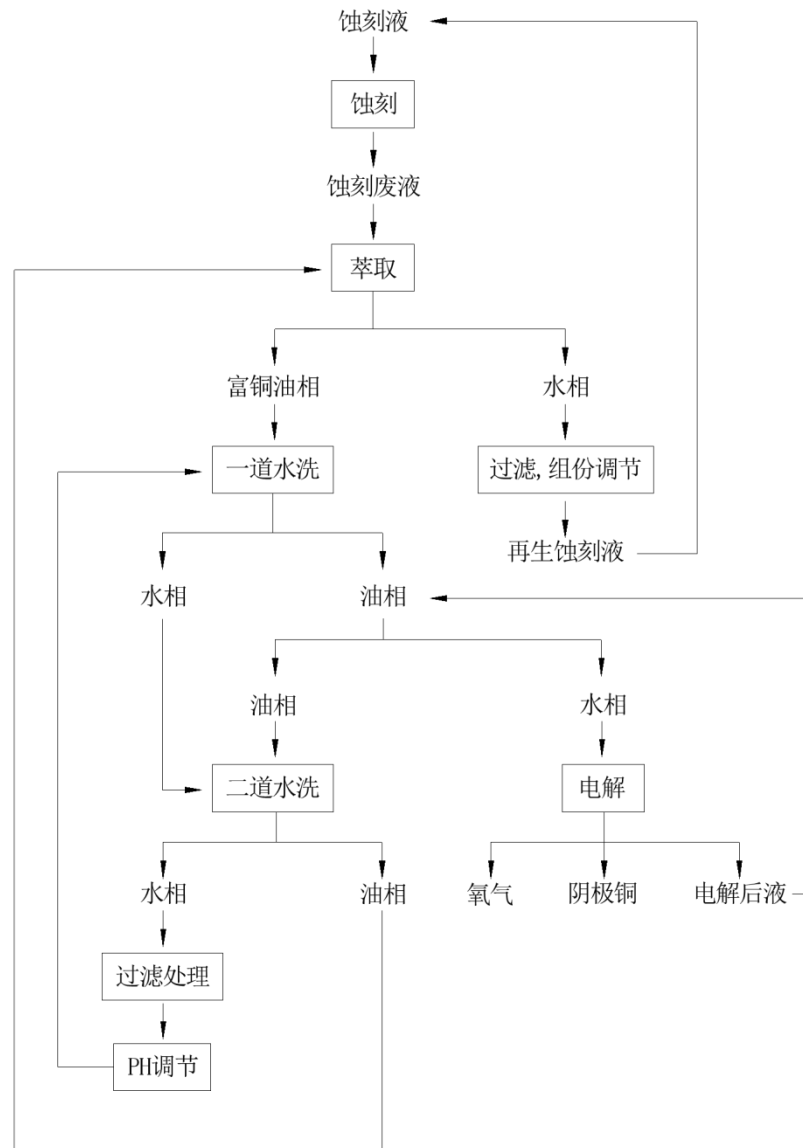 蚀刻液
蚀刻
蚀刻废液
萃取
富铜油相
水相
一道水洗
过滤,组份调节
再生蚀刻液
水相
油相
油相
水相
二道水洗
电解
水相
油相
氧气
阴极铜
电解后液
过滤处理
PH调节